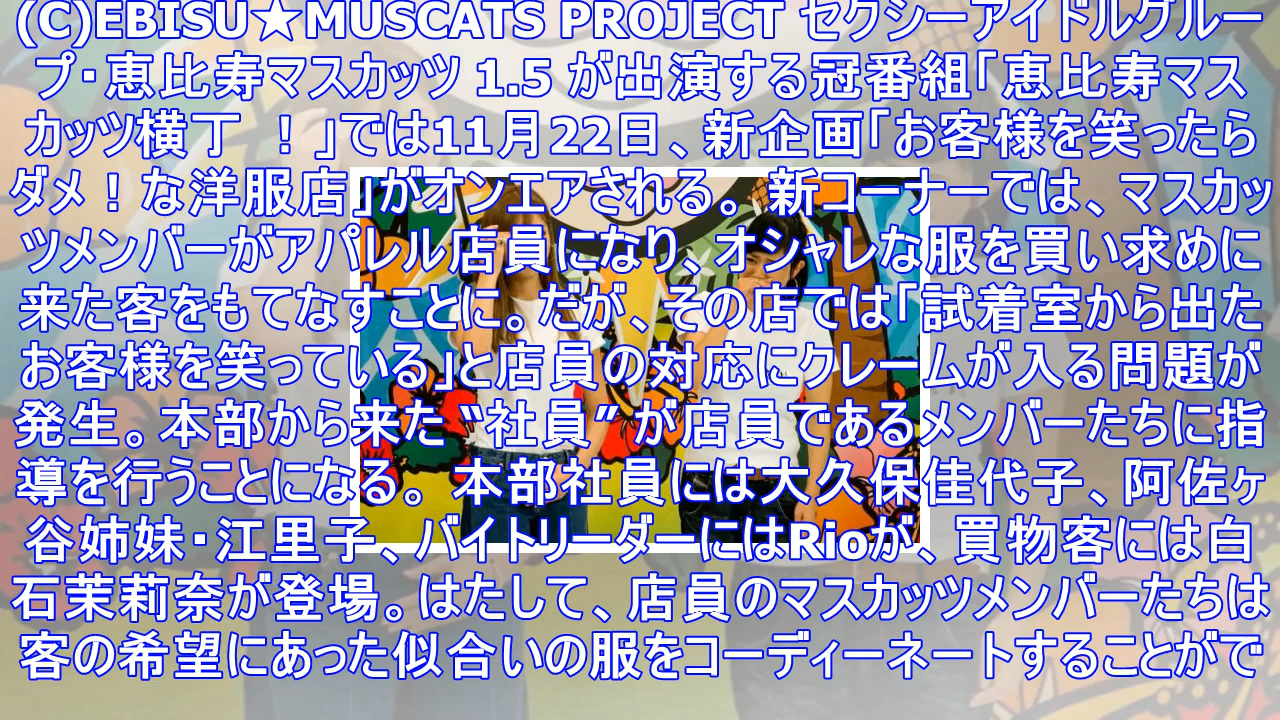 (C)EBISU★MUSCATS PROJECT セクシーアイドルグルー
プ・恵比寿マスカッツ 1.5 が出演する冠番組「恵比寿マス
カッツ横丁 ！」では11月22日、新企画「お客様を笑ったら
ダメ！な洋服店」がオンエアされる。 新コーナーでは、マスカッ
ツメンバーがアパレル店員になり、オシャレな服を買い求めに
来た客をもてなすことに。だが、その店では「試着室から出た
お客様を笑っている」と店員の対応にクレームが入る問題が
発生。本部から来た“社員”が店員であるメンバーたちに指
導を行うことになる。 本部社員には大久保佳代子、阿佐ヶ
谷姉妹・江里子、バイトリーダーにはRioが、買物客には白
石茉莉奈が登場。はたして、店員のマスカッツメンバーたちは
客の希望にあった似合いの服をコーディーネートすることがで